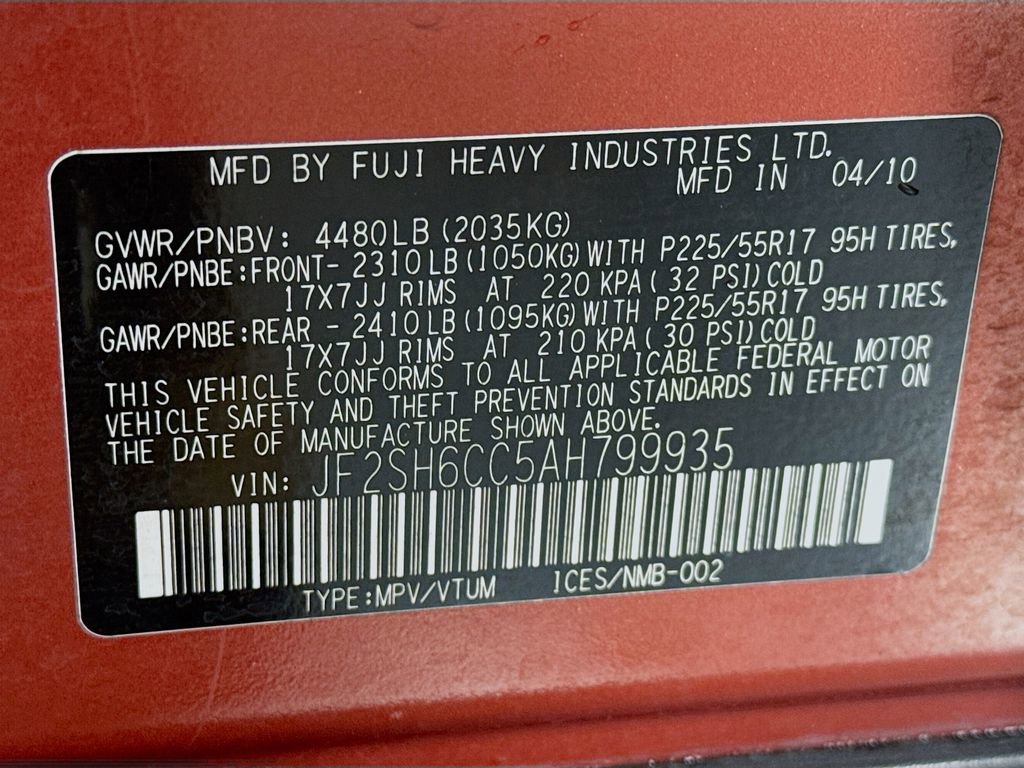 MFD BY FUJI HEAVY INDUSTRIES LTD.
MFD IN 04/10
GVWR/PNBV: 4480LB (2035KG)
GAWR/PNBE:FRONT- 2310LB (1050KG) WITH P225/55R17 95H TIRES,
17X7JJ RIMS AT 220 KPA ( 32 PSI) COLD
GAWR/PNBE:REAR - 2410LB (1095KG) WITH P225/55R17 95H TIRES,
17X7JJ RIMS AT 210 KPA ( 30 PSI) COLD
THIS VEHICLE CONFORMS TO ALL APPLICABLE FEDERAL MOTOR
VEHICLE SAFETY AND THEFT PREVENTION STANDARDS IN EFFECT ON
THE DATE OF MANUFACTURE SHOWN ABOVE.
VIN: JF2SH6CC5AH799935
TYPE:MPV/VTUM ICES/NMB-002